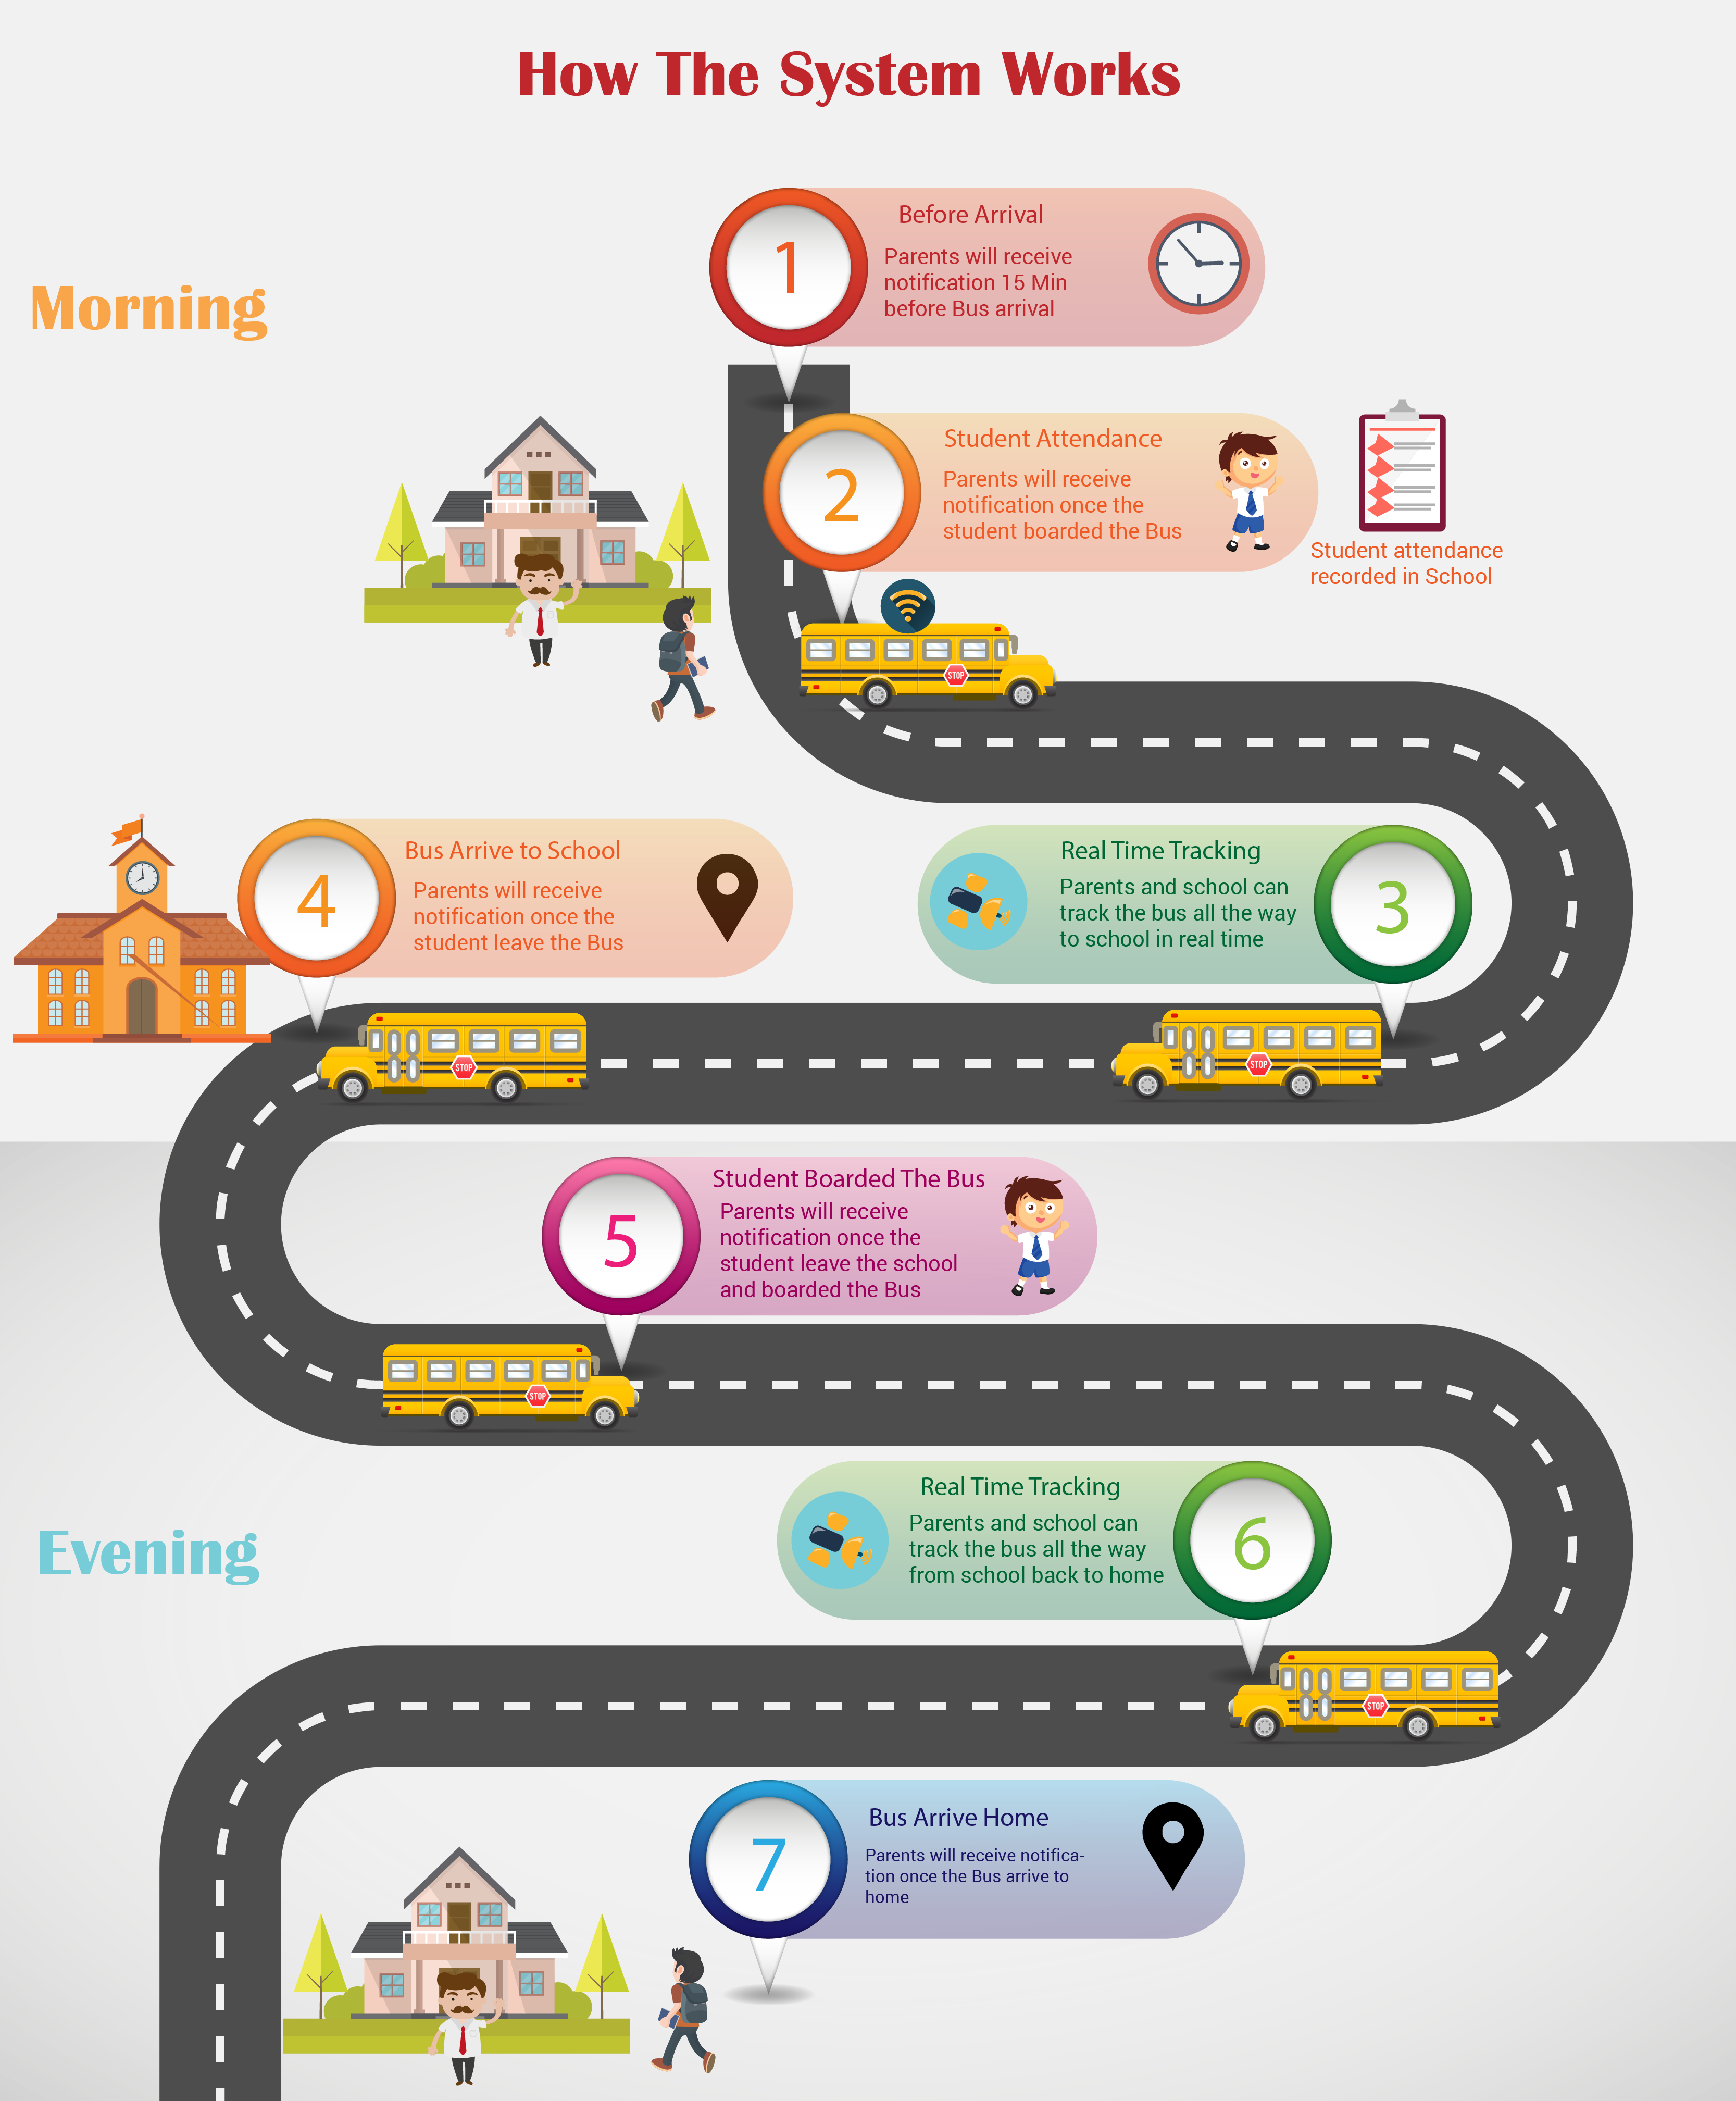 How The System Works
Morning
1
Before Arrival
Parents will receive
notification 15 Min
before Bus arrival
2
Student Attendance
Parents will receive
notification once the
student boarded the Bus
Student attendance
recorded in School
STOP
3
Real Time Tracking
Parents and school can
track the bus all the way
to school in real time
STOP
4
Bus Arrive to School
Parents will receive
notification once the
student leave the Bus
STOP
5
Student Boarded The Bus
Parents will receive
notification once the
student leave the school
and boarded the Bus
STOP
Evening
6
Real Time Tracking
Parents and school can
track the bus all the way
from school back to home
STOP
7
Bus Arrive Home
Parents will receive notifica-
tion once the Bus arrive to
home